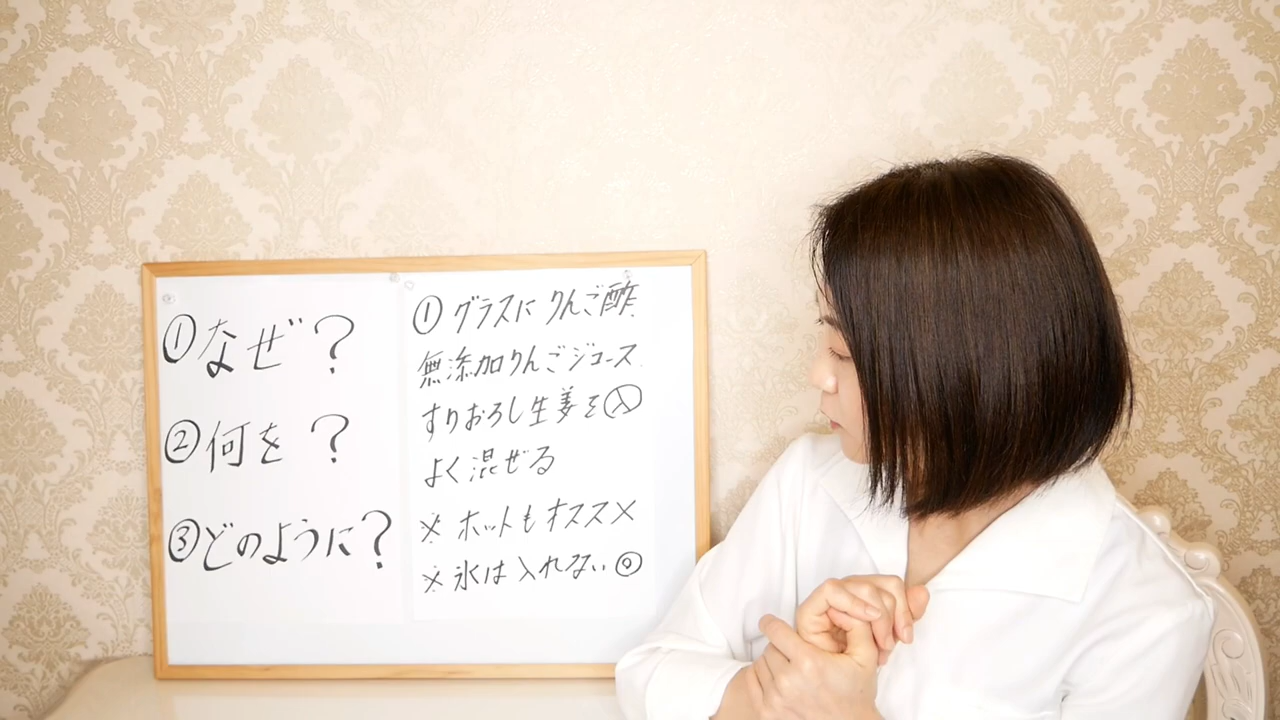 ①なぜ?
②何を?
③どのように?
①グラスにりんご酢
無添加りんごジュース
すりおろし生姜を㊅
よく混ぜる
※ホットもオススメ
※氷は入れない◎